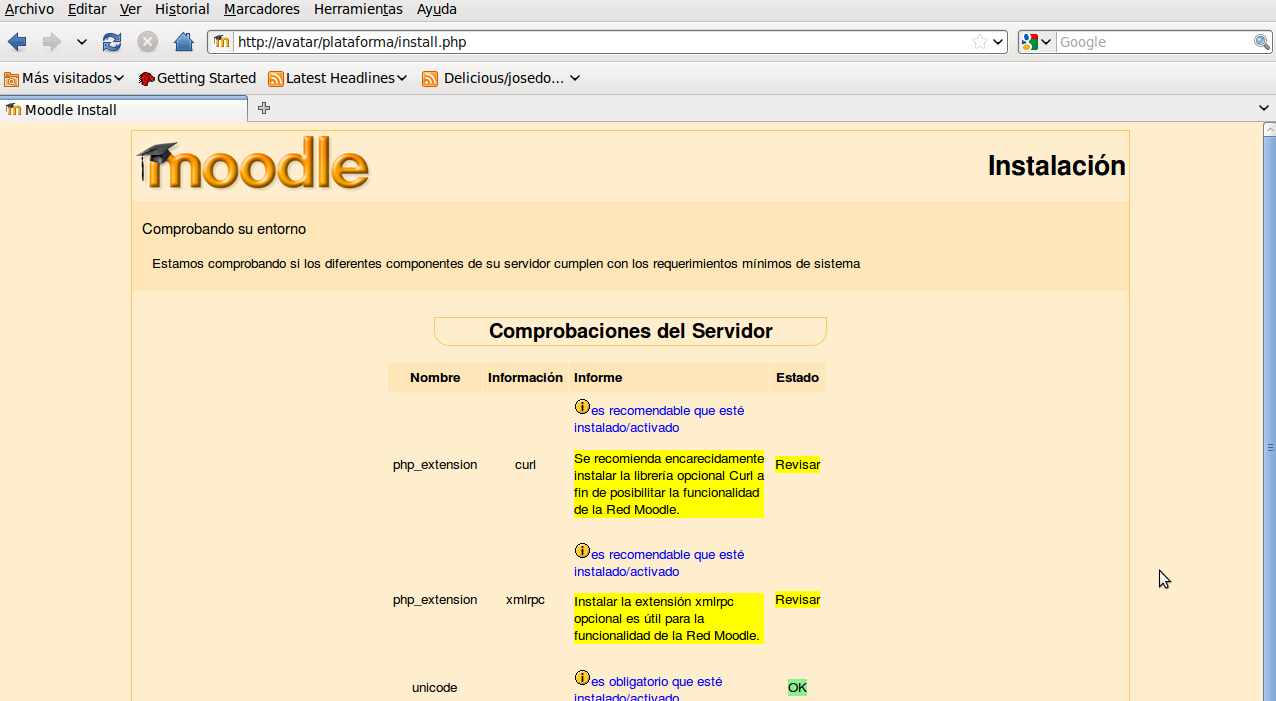 Archivo Editar Ver Historial Marcadores Herramientas Ayuda
http://avatar/plataforma/install.php
Google
Más visitados Getting Started Latest Headlines Delicious/josedo...
Moodle Install
moodle
Instalación
Comprobando su entorno
Estamos comprobando si los diferentes componentes de su servidor cumplen con los requerimientos mínimos de sistema
Comprobaciones del Servidor
Nombre Información Informe Estado
es recomendable que esté
instalado/activado
php_extension curl Se recomienda encarecidamente Revisar
instalar la librería opcional Curl a
fin de posibilitar la funcionalidad
de la Red Moodle.
es recomendable que esté
instalado/activado
php_extension xmlrpc Instalar la extensión xmlrpc Revisar
opcional es útil para la
funcionalidad de la Red Moodle.
unicode es obligatorio que esté OK
instalado/activado